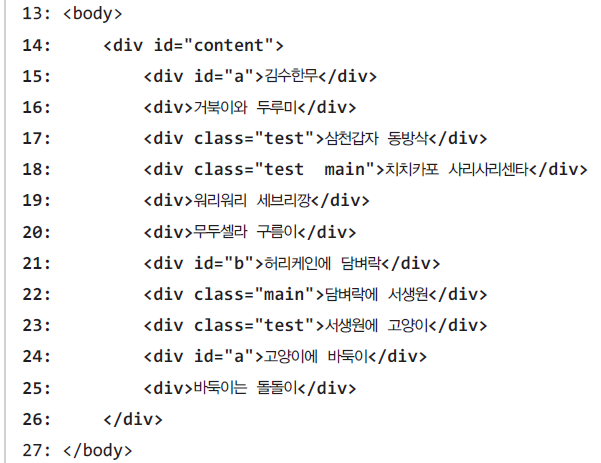 13: <body>
14:     <div id="content">
15:         <div id="a">김수한무</div>
16:         <div>거북이와 두루미</div>
17:         <div class="test">삼천갑자 동방삭</div>
18:         <div class="test  main">치치카포 사리사리센타</div>
19:         <div>워리워리 세브리깡</div>
20:         <div>무두셀라 구름이</div>
21:         <div id="b">허리케인에 담벼락</div>
22:         <div class="main">담벼락에 서생원</div>
23:         <div class="test">서생원에 고양이</div>
24:         <div id="a">고양이에 바둑이</div>
25:         <div>바둑이는 돌돌이</div>
26:     </div>
27: </body>